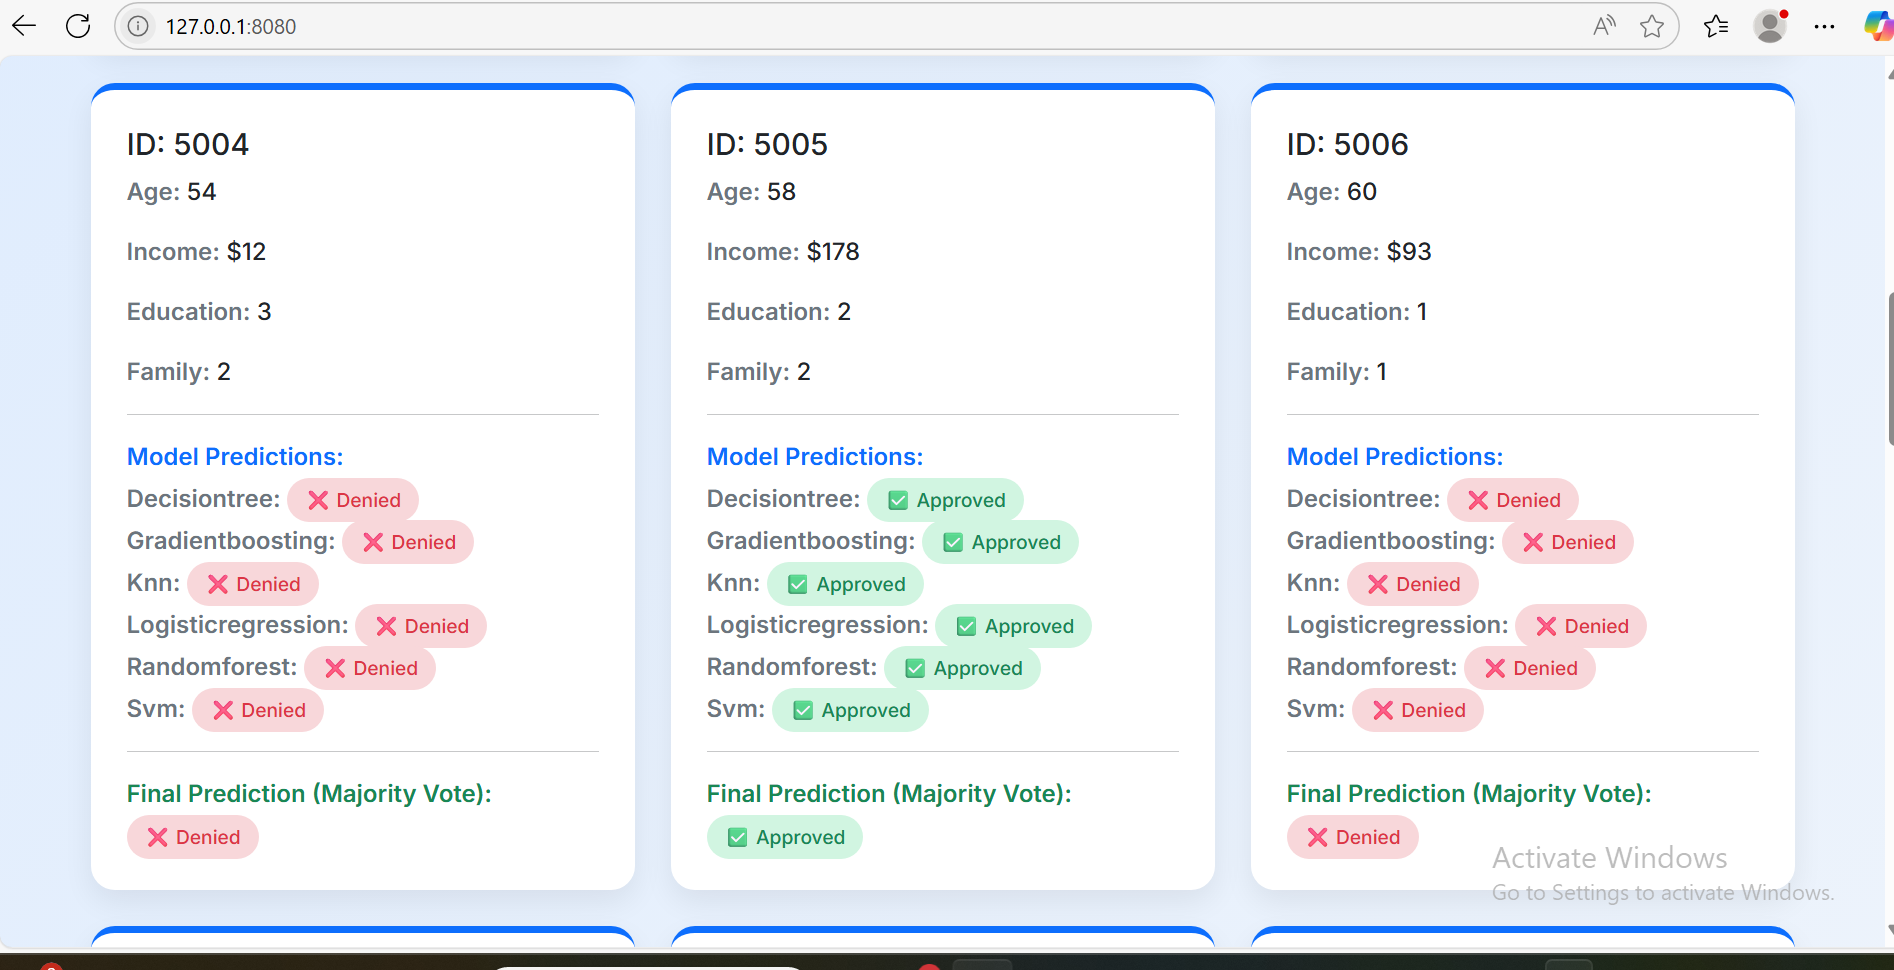 127.0.0.1:8080
ID: 5004
Age: 54
Income: $12
Education: 3
Family: 2
Model Predictions:
Decisiontree: ❌ Denied
Gradientboosting: ❌ Denied
Knn: ❌ Denied
Logisticregression: ❌ Denied
Randomforest: ❌ Denied
Svm: ❌ Denied
Final Prediction (Majority Vote):
❌ Denied
ID: 5005
Age: 58
Income: $178
Education: 2
Family: 2
Model Predictions:
Decisiontree: ✅ Approved
Gradientboosting: ✅ Approved
Knn: ✅ Approved
Logisticregression: ✅ Approved
Randomforest: ✅ Approved
Svm: ✅ Approved
Final Prediction (Majority Vote):
✅ Approved
ID: 5006
Age: 60
Income: $93
Education: 1
Family: 1
Model Predictions:
Decisiontree: ❌ Denied
Gradientboosting: ❌ Denied
Knn: ❌ Denied
Logisticregression: ❌ Denied
Randomforest: ❌ Denied
Svm: ❌ Denied
Final Prediction (Majority Vote):
❌ Denied
Activate Windows
Go to Settings to activate Windows.